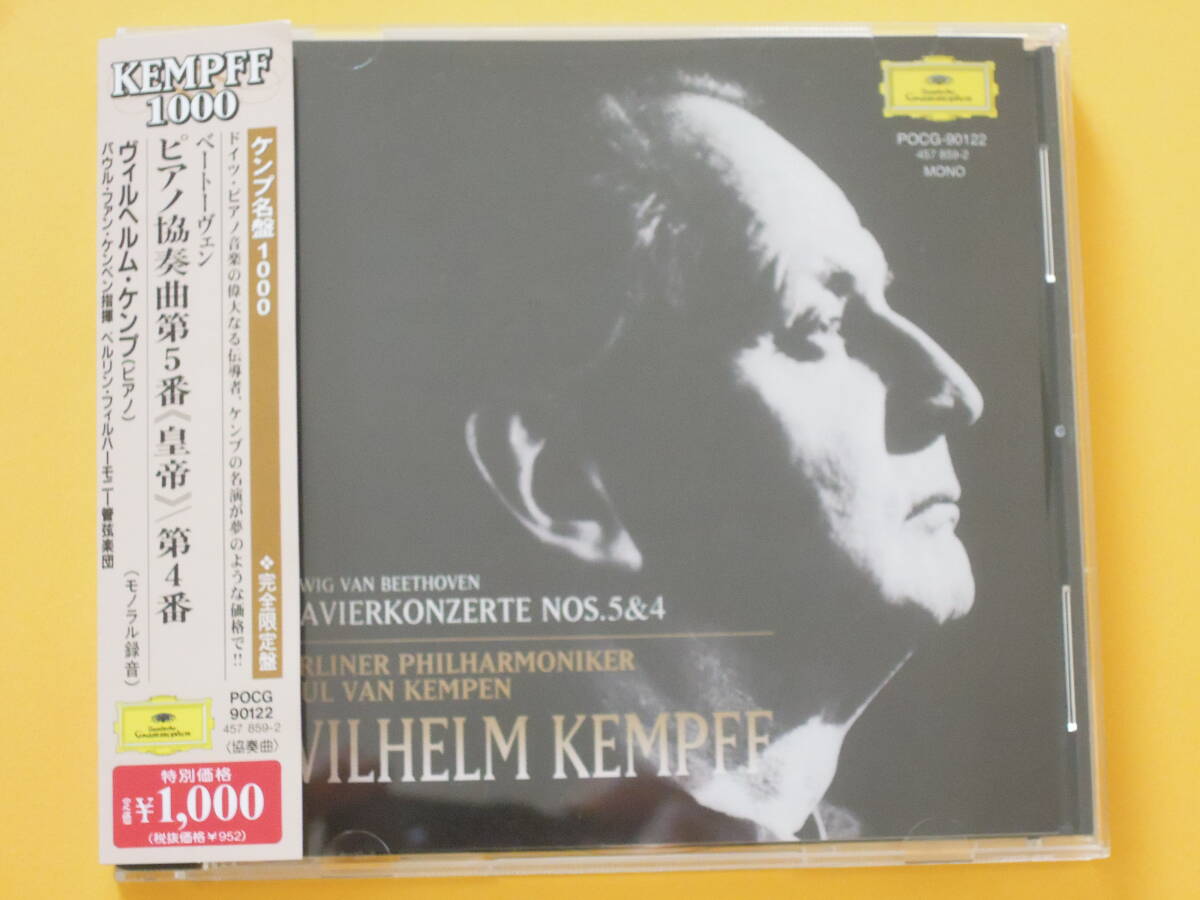 KEMPFF
1000
ケンプ名盤1000
❖完全限定盤
ドイツ・ピアノ音楽の偉大なる伝導者、ケンプの名演が夢のような価格で!!
ベートーヴェン
ピアノ協奏曲第5番《皇帝》/第4番
(モノラル録音)
ヴィルヘルム・ケンプ(ピアノ)
パウル・ファン・ケンペン指揮 ベルリン・フィルハーモニー管弦楽団
Deutsche
Grammophon
POCG
90122
457 859-2
〈協奏曲〉
特別価格
定価¥1,000
(税抜価格¥952)
Deutsche
Grammophon
POCG-90122
457 859-2
MONO
WIG VAN BEETHOVEN
AVIERKONZERTE NOS.5&4
RLINER PHILHARMONIKER
UL VAN KEMPEN
WILHELM KEMPFF